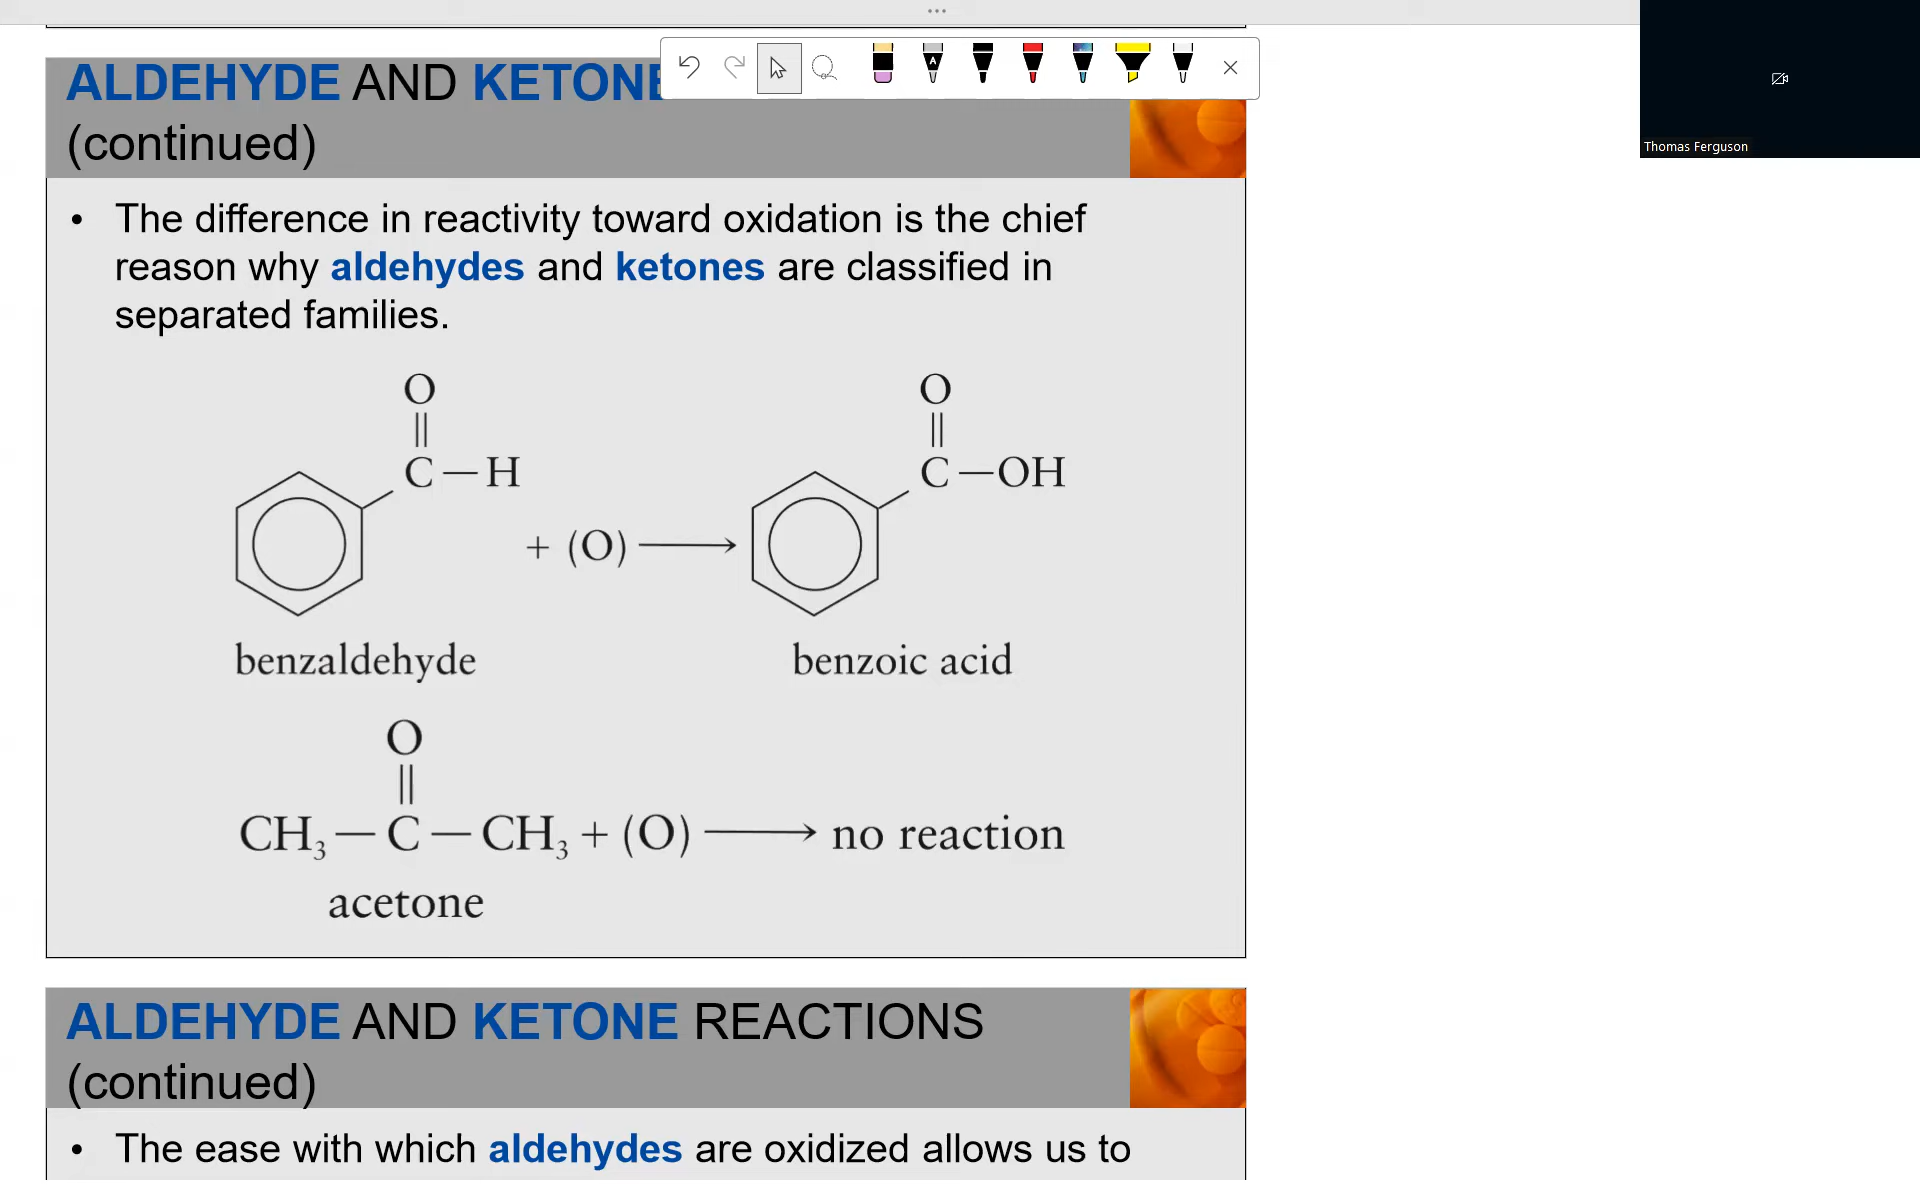 ALDEHYDE AND KETONE
(continued)
Thomas Ferguson
• The difference in reactivity toward oxidation is the chief
reason why aldehydes and ketones are classified in
separated families.
O
||
C — H
+ (O) ⟶
O
||
C — OH
benzaldehyde
benzoic acid
O
||
CH₃ — C — CH₃ + (O) ⟶ no reaction
acetone
ALDEHYDE AND KETONE REACTIONS
(continued)
• The ease with which aldehydes are oxidized allows us to